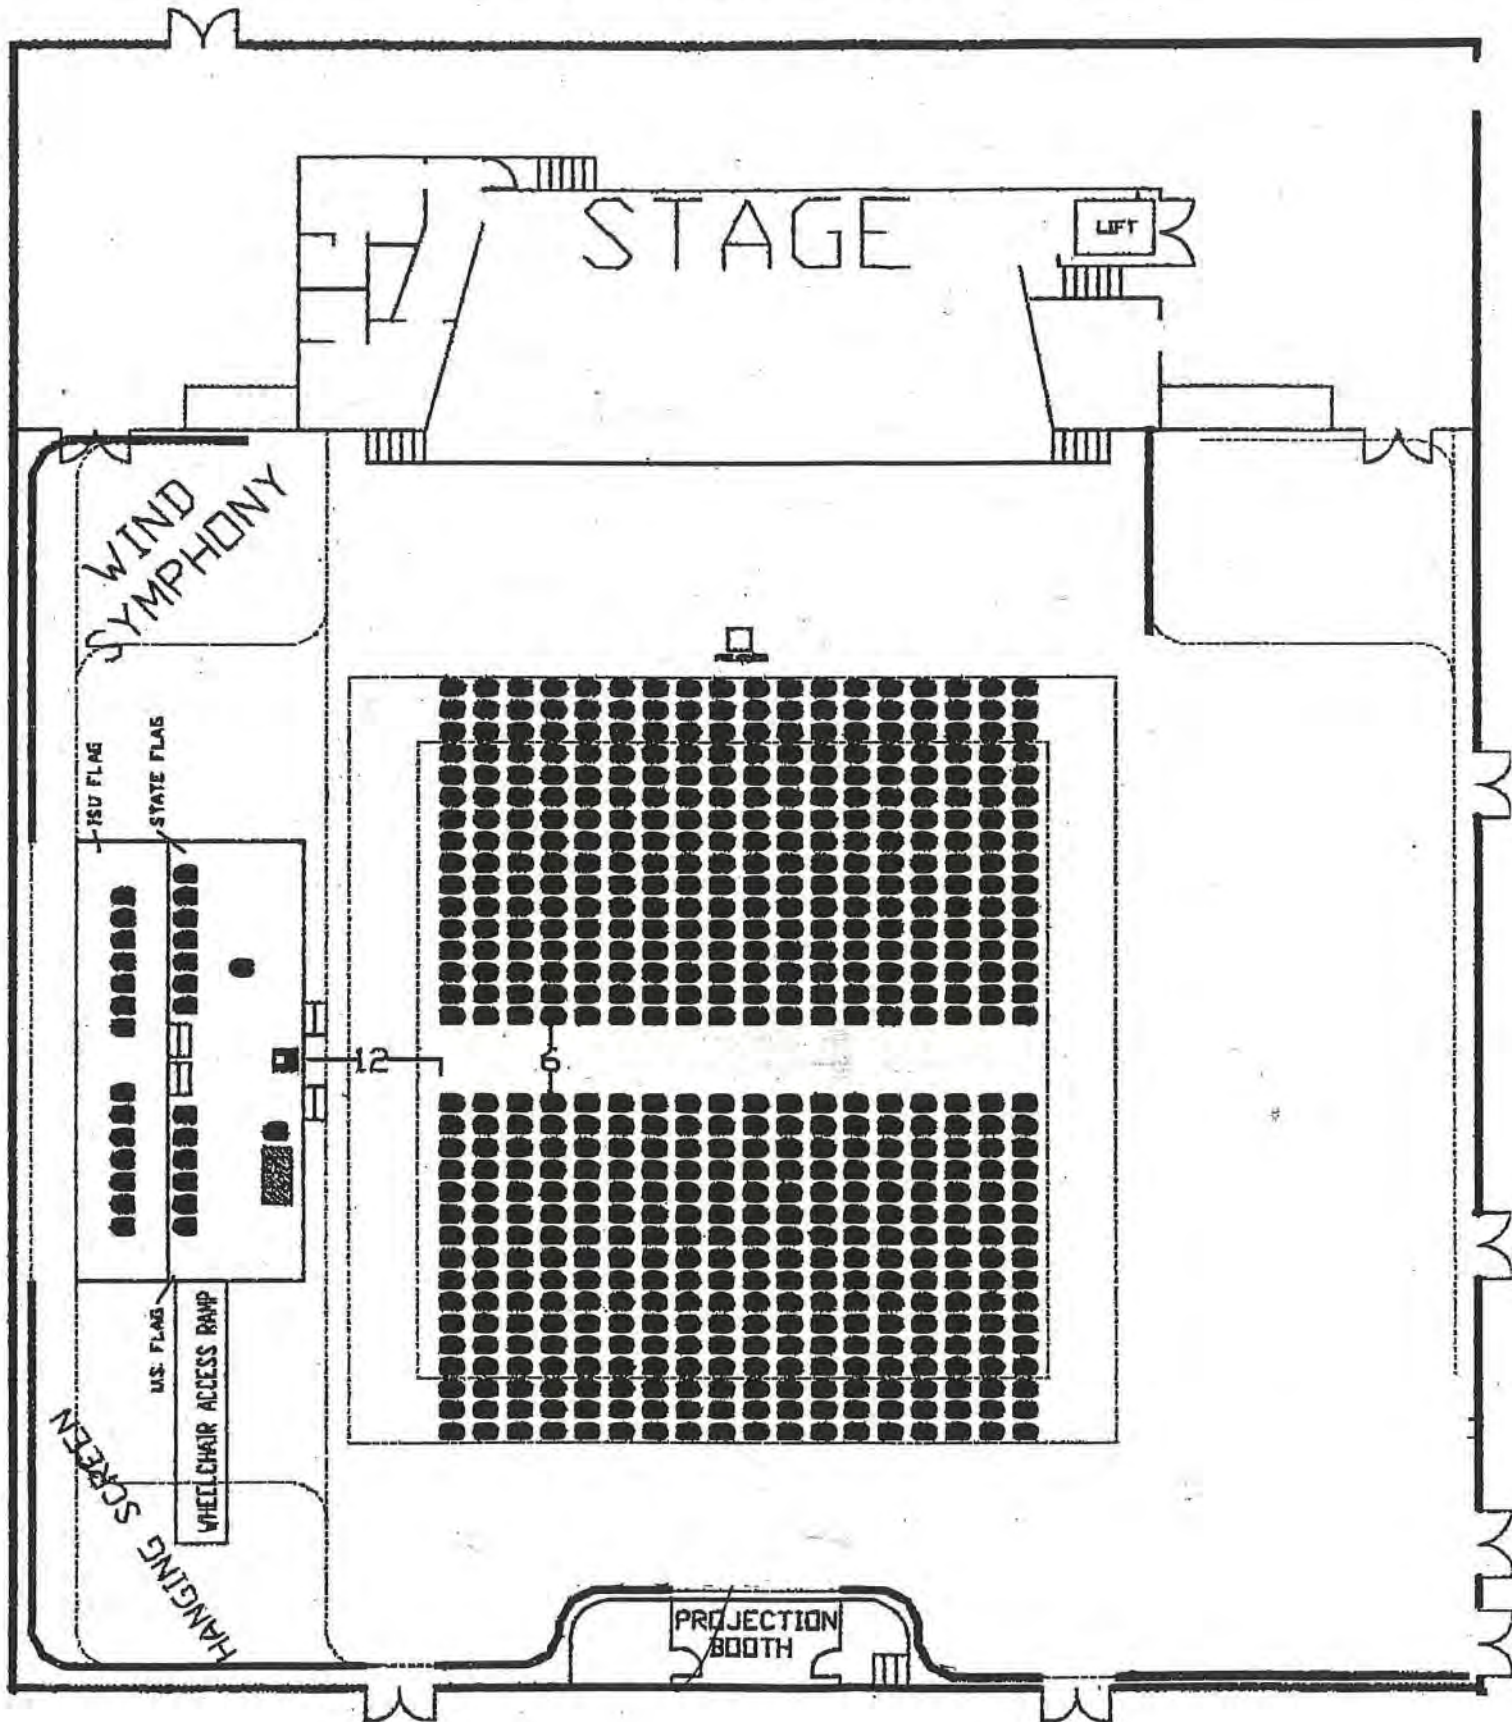 STAGE
LIFT
WIND
SYMPHONY
ISU FLAG
STATE FLAG
12
6
U.S. FLAG
WHEELCHAIR ACCESS RAMP
HANGING SCREEN
PROJECTION
BOOTH